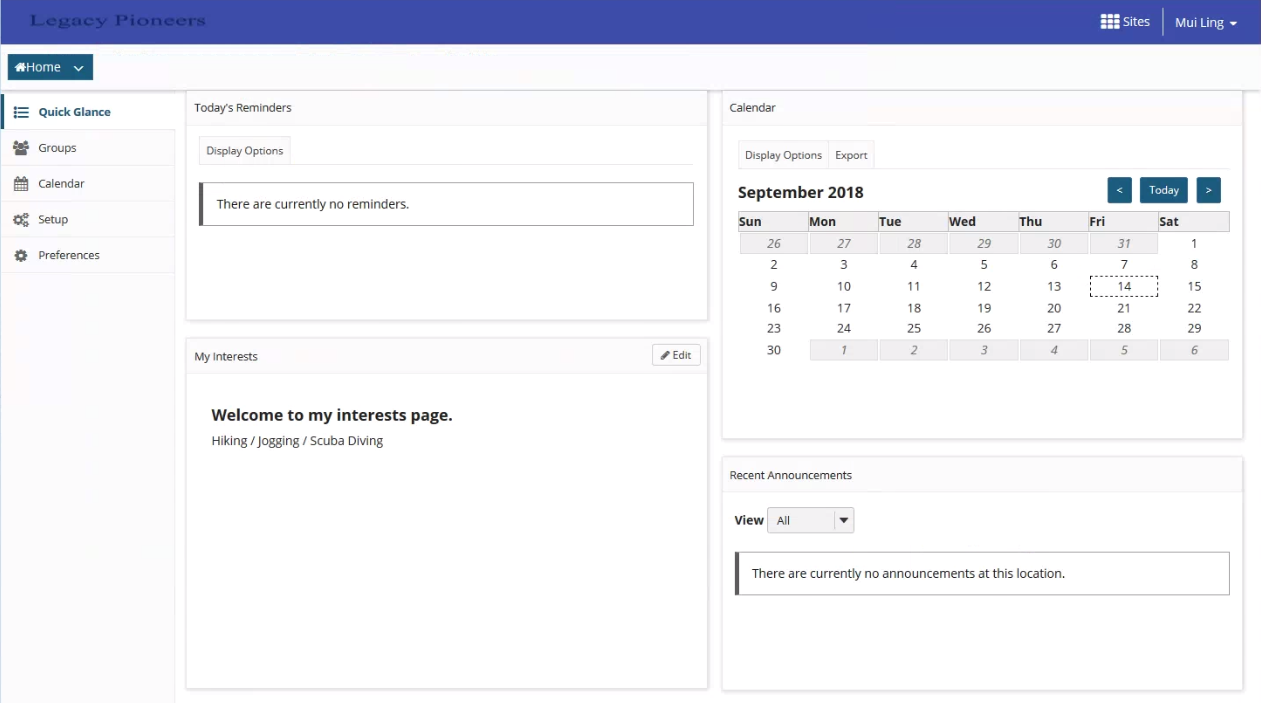 Legacy Pioneers
Sites
Mui Ling
Home
Quick Glance
Groups
Calendar
Setup
Preferences
Today's Reminders
Display Options
There are currently no reminders.
My Interests
Edit
Welcome to my interests page.
Hiking / Jogging / Scuba Diving
Calendar
Display Options Export
September 2018
< Today >
Sun Mon Tue Wed Thu Fri Sat
26 27 28 29 30 31 1
2 3 4 5 6 7 8
9 10 11 12 13 14 15
16 17 18 19 20 21 22
23 24 25 26 27 28 29
30 1 2 3 4 5 6
Recent Announcements
View All
There are currently no announcements at this location.